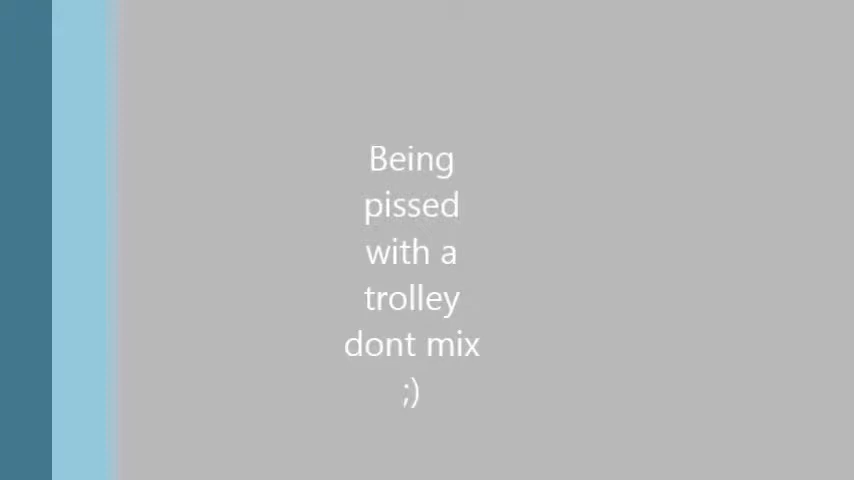 Being
pissed
with a
trolley
dont mix
;)